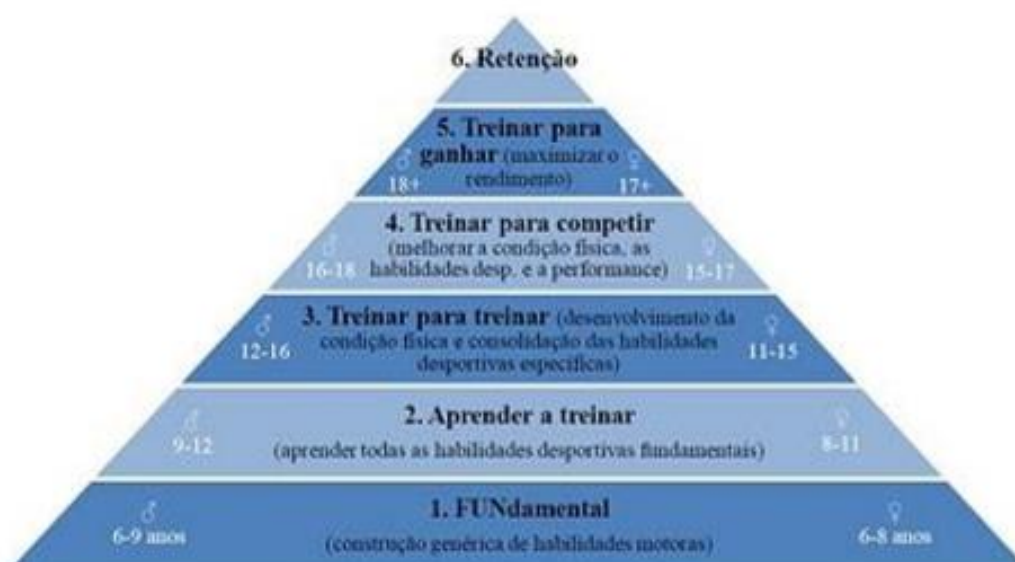 6. Retenção
5. Treinar para
ganhar (maximizar o
rendimento)
♂
18+
♀
17+
4. Treinar para competir
(melhorar a condição física, as
habilidades desp. e a performance)
♂
16-18
♀
15-17
3. Treinar para treinar (desenvolvimento da
condição física e consolidação das habilidades
desportivas específicas)
♂
12-16
♀
11-15
2. Aprender a treinar
(aprender todas as habilidades desportivas fundamentais)
♂
9-12
♀
8-11
1. FUNdamental
(construção genérica de habilidades motoras)
♂
6-9 anos
♀
6-8 anos